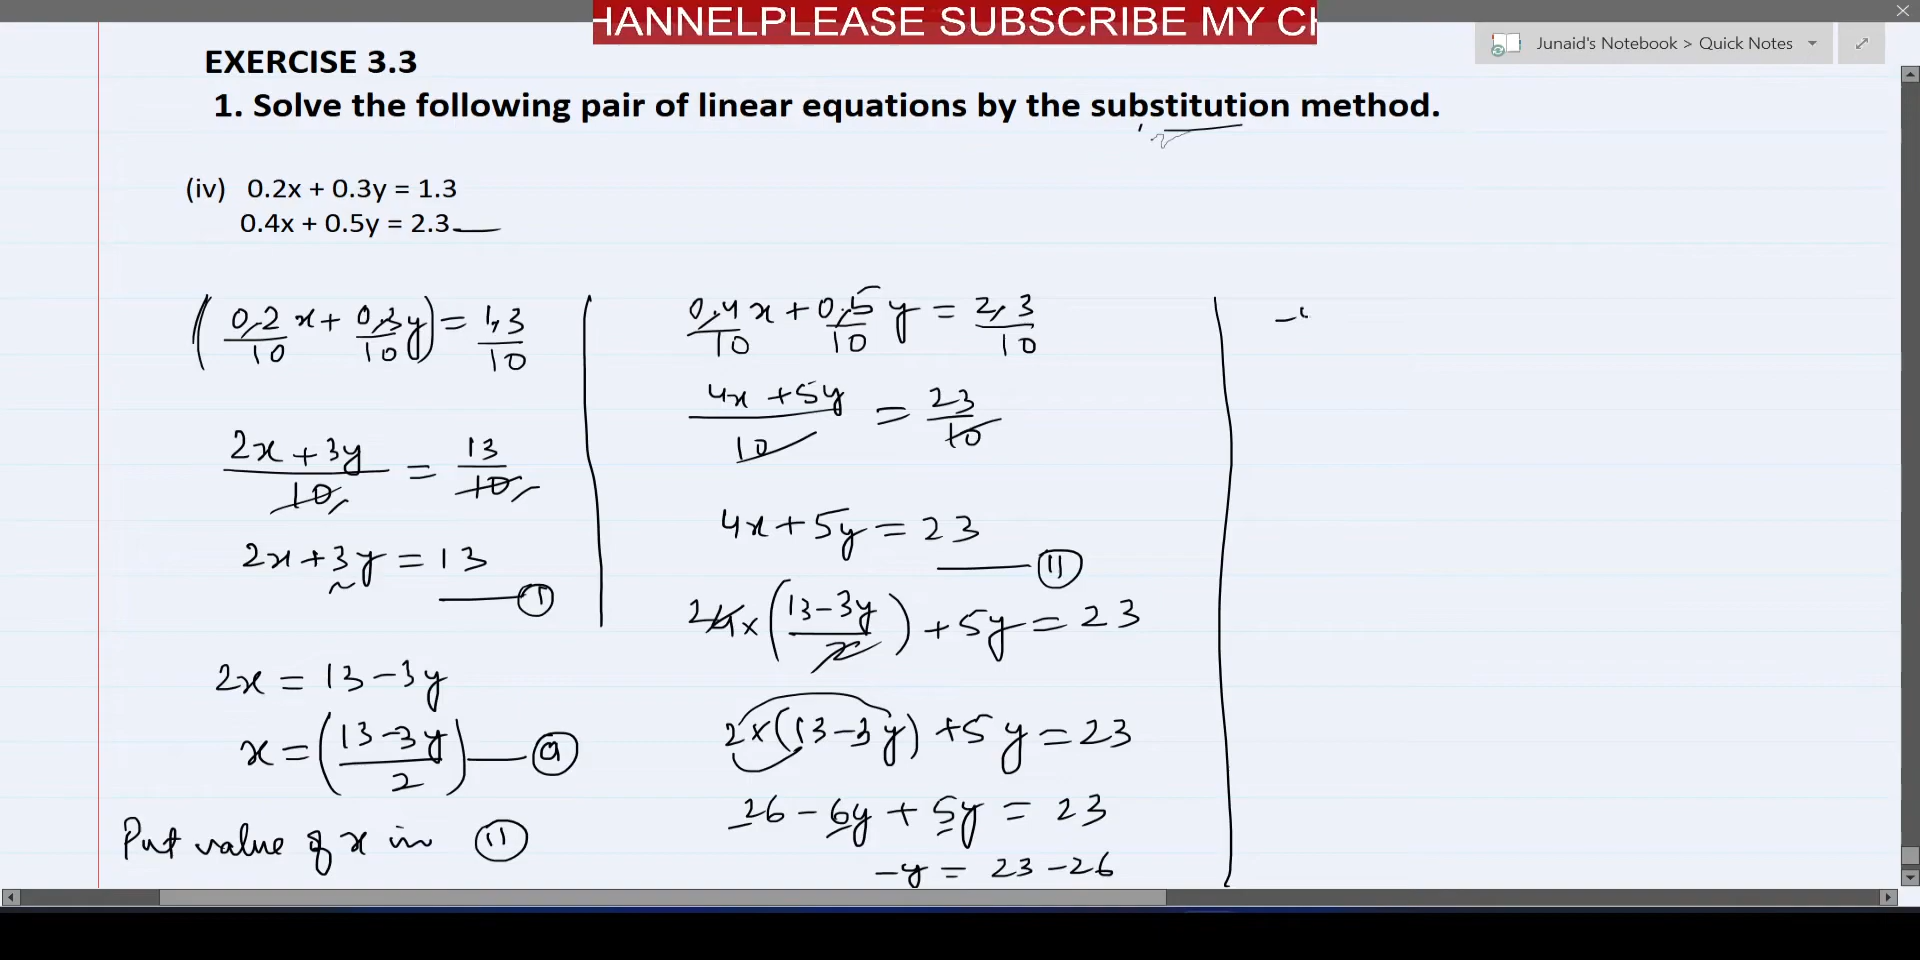 HANNELPLEASE SUBSCRIBE MY CH
Junaid's Notebook > Quick Notes
EXERCISE 3.3
1. Solve the following pair of linear equations by the substitution method.
(iv) 0.2x + 0.3y = 1.3
0.4x + 0.5y = 2.3
(0.2/10 x + 0.3/10 y) = 1.3/10
2x + 3y / 10 = 13/10
2x + 3y = 13 — (I)
2x = 13 - 3y
x = (13 - 3y / 2) — (a)
Put value of x in (II)
0.4/10 x + 0.5/10 y = 2.3/10
4x + 5y / 10 = 23/10
4x + 5y = 23 — (II)
2 4 × (13 - 3y / 2) + 5y = 23
2 × (13 - 3y) + 5y = 23
26 - 6y + 5y = 23
-y = 23 - 26